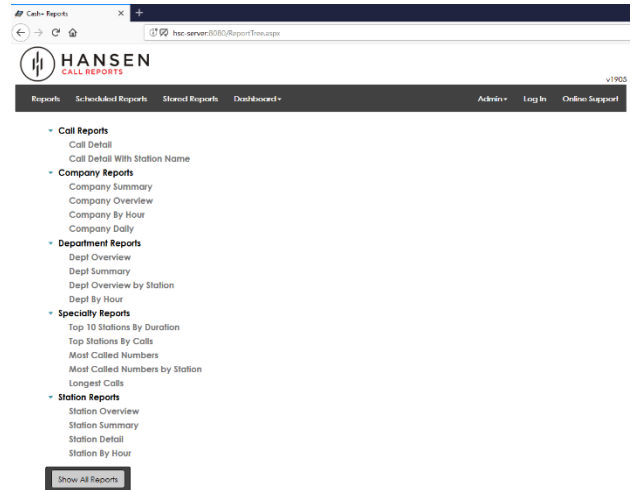 Cash+ Reports
hsc-server:8080/ReportTree.aspx
HANSEN
CALL REPORTS
v1905
Reports Scheduled Reports Stored Reports Dashboard Admin Log In Online Support
Call Reports
Call Detail
Call Detail With Station Name
Company Reports
Company Summary
Company Overview
Company By Hour
Company Daily
Department Reports
Dept Overview
Dept Summary
Dept Overview by Station
Dept By Hour
Specialty Reports
Top 10 Stations By Duration
Top Stations By Calls
Most Called Numbers
Most Called Numbers by Station
Longest Calls
Station Reports
Station Overview
Station Summary
Station Detail
Station By Hour
Show All Reports